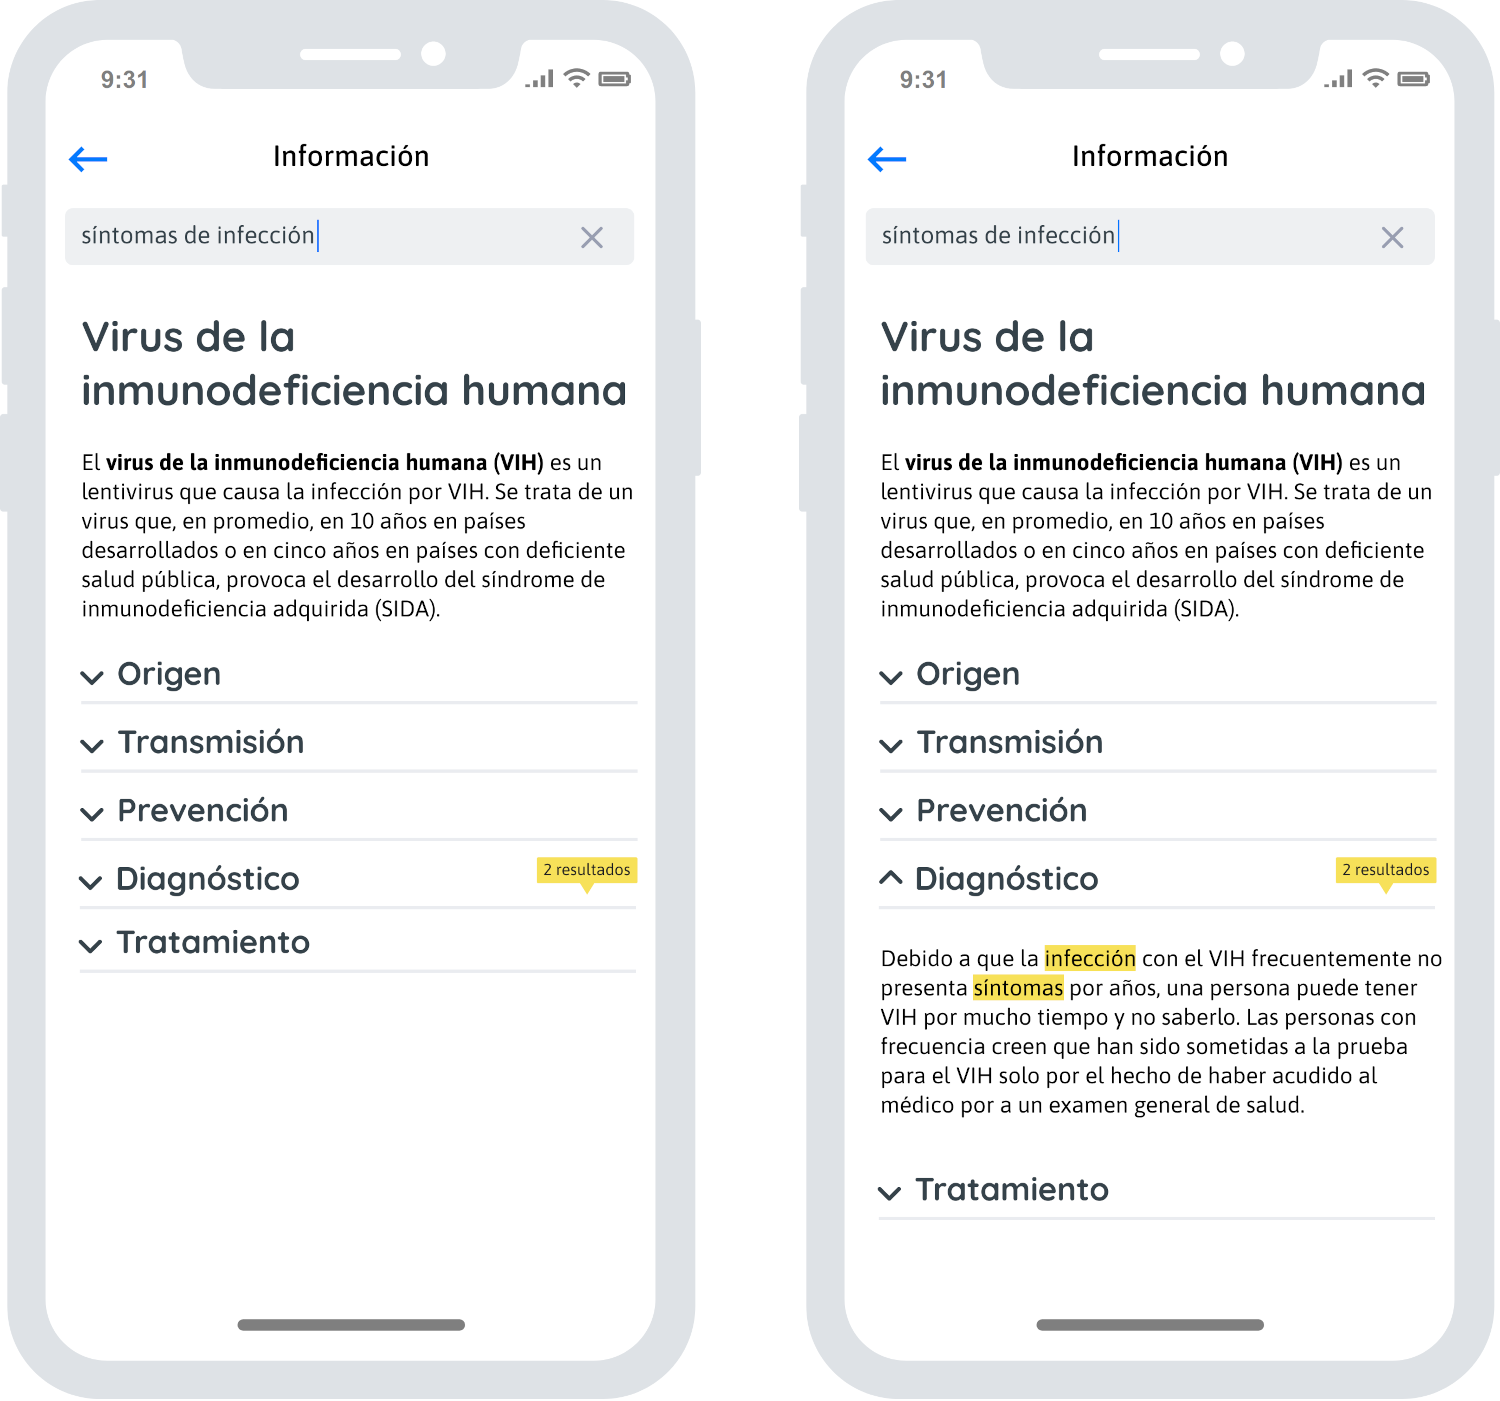 9:31
Información
síntomas de infección
Virus de la
inmunodeficiencia humana
El virus de la inmunodeficiencia humana (VIH) es un
lentivirus que causa la infección por VIH. Se trata de un
virus que, en promedio, en 10 años en países
desarrollados o en cinco años en países con deficiente
salud pública, provoca el desarrollo del síndrome de
inmunodeficiencia adquirida (SIDA).
Origen
Transmisión
Prevención
Diagnóstico
2 resultados
Tratamiento
9:31
Información
síntomas de infección
Virus de la
inmunodeficiencia humana
El virus de la inmunodeficiencia humana (VIH) es un
lentivirus que causa la infección por VIH. Se trata de un
virus que, en promedio, en 10 años en países
desarrollados o en cinco años en países con deficiente
salud pública, provoca el desarrollo del síndrome de
inmunodeficiencia adquirida (SIDA).
Origen
Transmisión
Prevención
Diagnóstico
2 resultados
Debido a que la infección con el VIH frecuentemente no
presenta síntomas por años, una persona puede tener
VIH por mucho tiempo y no saberlo. Las personas con
frecuencia creen que han sido sometidas a la prueba
para el VIH solo por el hecho de haber acudido al
médico por a un examen general de salud.
Tratamiento